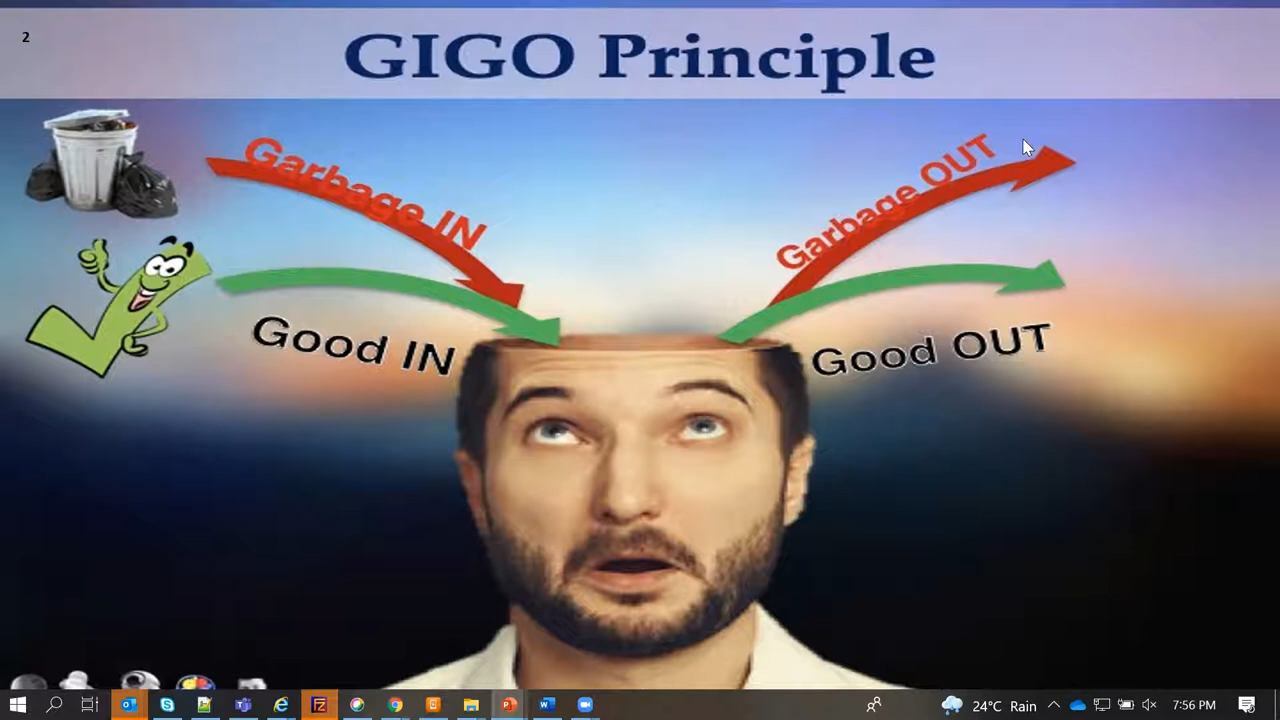 2
GIGO Principle
Garbage IN
Garbage OUT
Good IN
Good OUT
24°C Rain
7:56 PM